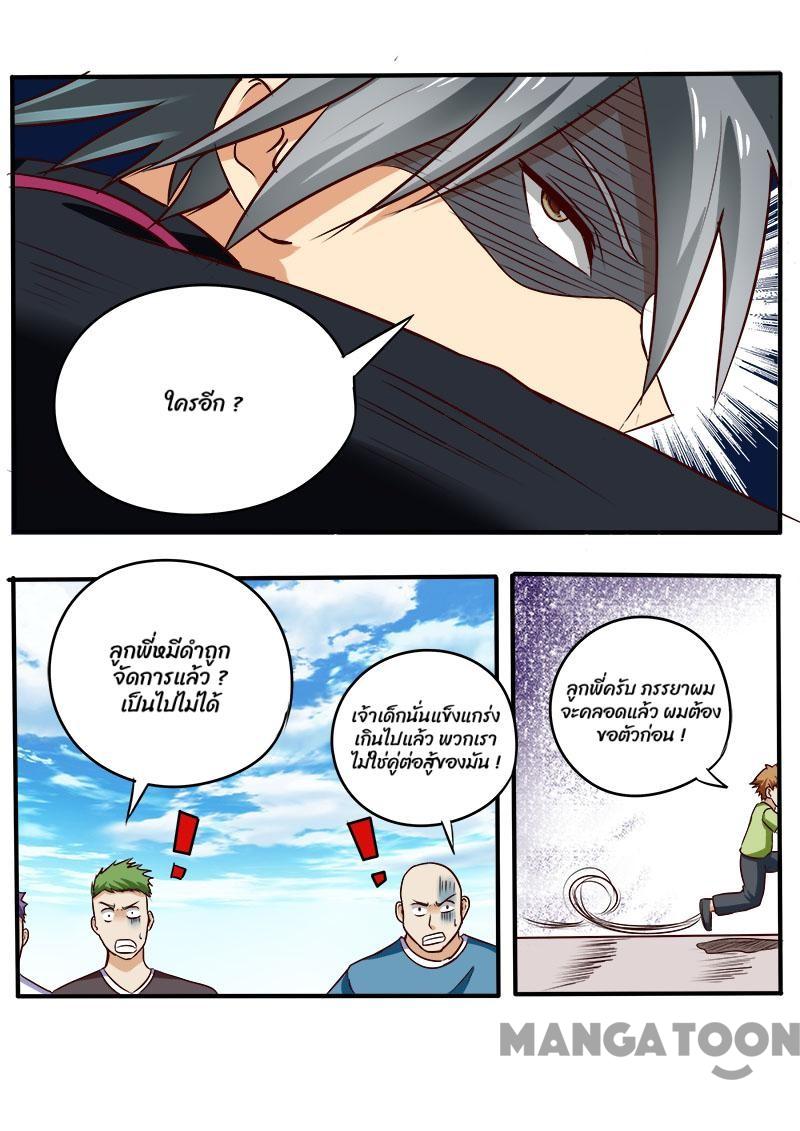 ใครอีก ?
ลูกพี่หมีดำถูก
จัดการแล้ว ?
เป็นไปไม่ได้
เจ้าเด็กนั่นแข็งแกร่ง
เกินไปแล้ว พวกเรา
ไม่ใช่คู่ต่อสู้ของมัน !
ลูกพี่ครับ ภรรยาผม
จะคลอดแล้ว ผมต้อง
ขอตัวก่อน !
!
!
MANGATOON